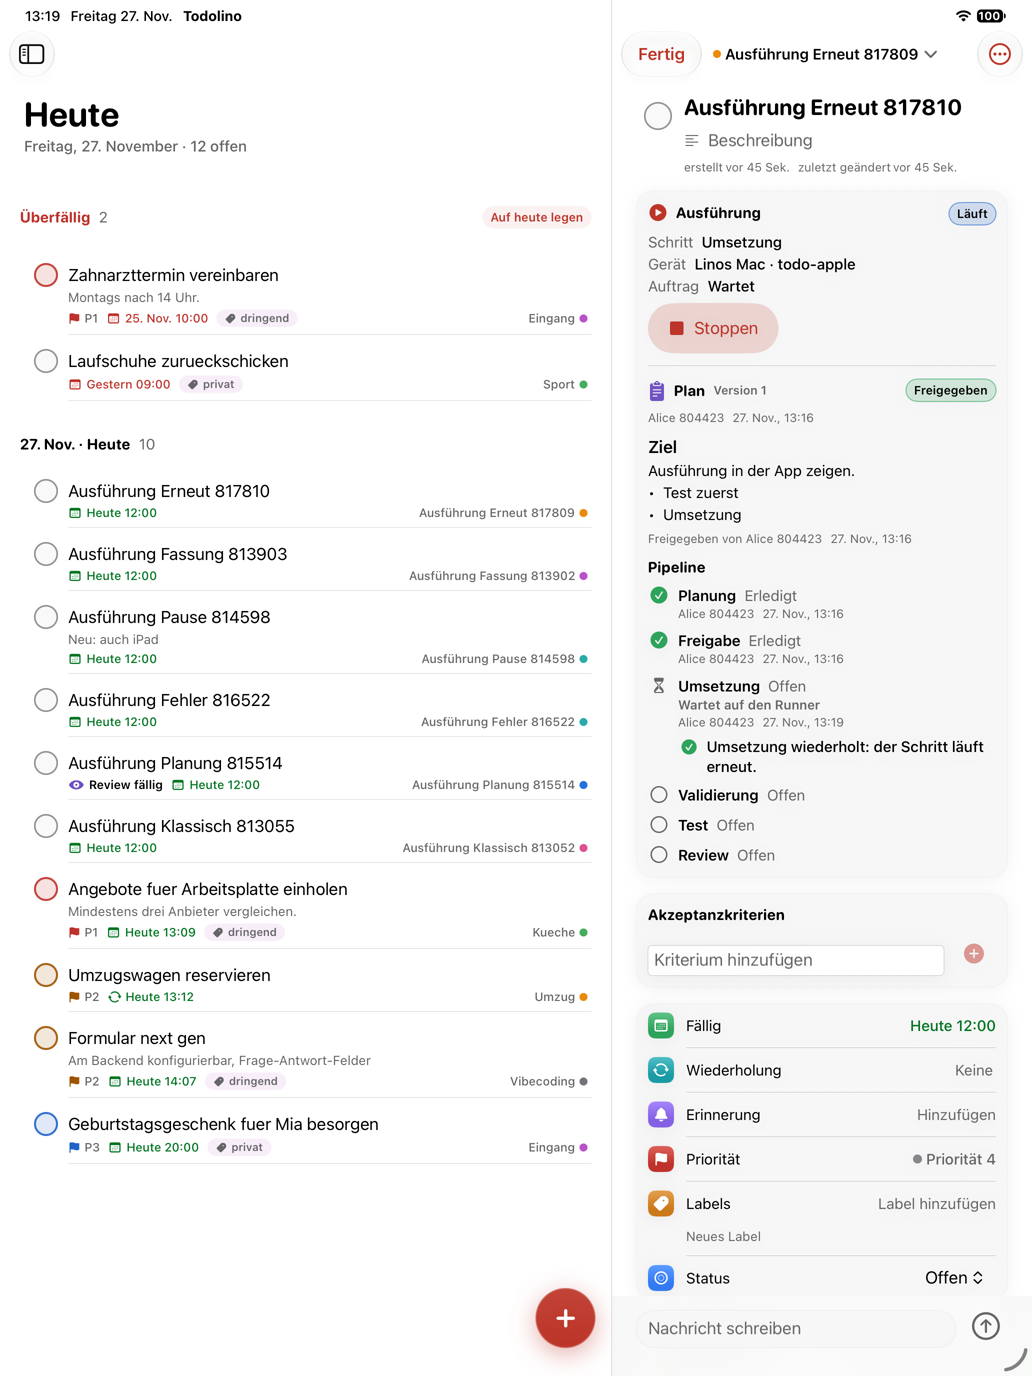 13:19 Freitag 27. Nov. Todolino
100
Heute
Freitag, 27. November · 12 offen
Überfällig 2
Auf heute legen
Zahnarzttermin vereinbaren
Montags nach 14 Uhr.
P1 25. Nov. 10:00 dringend Eingang
Laufschuhe zurueckschicken
Gestern 09:00 privat Sport
27. Nov. · Heute 10
Ausführung Erneut 817810
Heute 12:00 Ausführung Erneut 817809
Ausführung Fassung 813903
Heute 12:00 Ausführung Fassung 813902
Ausführung Pause 814598
Neu: auch iPad
Heute 12:00 Ausführung Pause 814598
Ausführung Fehler 816522
Heute 12:00 Ausführung Fehler 816522
Ausführung Planung 815514
Review fällig Heute 12:00 Ausführung Planung 815514
Ausführung Klassisch 813055
Heute 12:00 Ausführung Klassisch 813052
Angebote fuer Arbeitsplatte einholen
Mindestens drei Anbieter vergleichen.
P1 Heute 13:09 dringend Kueche
Umzugswagen reservieren
P2 Heute 13:12 Umzug
Formular next gen
Am Backend konfigurierbar, Frage-Antwort-Felder
P2 Heute 14:07 dringend Vibecoding
Geburtstagsgeschenk fuer Mia besorgen
P3 Heute 20:00 privat Eingang
Fertig
Ausführung Erneut 817809
Ausführung Erneut 817810
Beschreibung
erstellt vor 45 Sek. zuletzt geändert vor 45 Sek.
Ausführung Läuft
Schritt Umsetzung
Gerät Linos Mac · todo-apple
Auftrag Wartet
Stoppen
Plan Version 1 Freigegeben
Alice 804423 27. Nov., 13:16
Ziel
Ausführung in der App zeigen.
• Test zuerst
• Umsetzung
Freigegeben von Alice 804423 27. Nov., 13:16
Pipeline
Planung Erledigt
Alice 804423 27. Nov., 13:16
Freigabe Erledigt
Alice 804423 27. Nov., 13:16
Umsetzung Offen
Wartet auf den Runner
Alice 804423 27. Nov., 13:19
Umsetzung wiederholt: der Schritt läuft
erneut.
Validierung Offen
Test Offen
Review Offen
Akzeptanzkriterien
Kriterium hinzufügen
Fällig Heute 12:00
Wiederholung Keine
Erinnerung Hinzufügen
Priorität Priorität 4
Labels Label hinzufügen
Neues Label
Status Offen
Nachricht schreiben